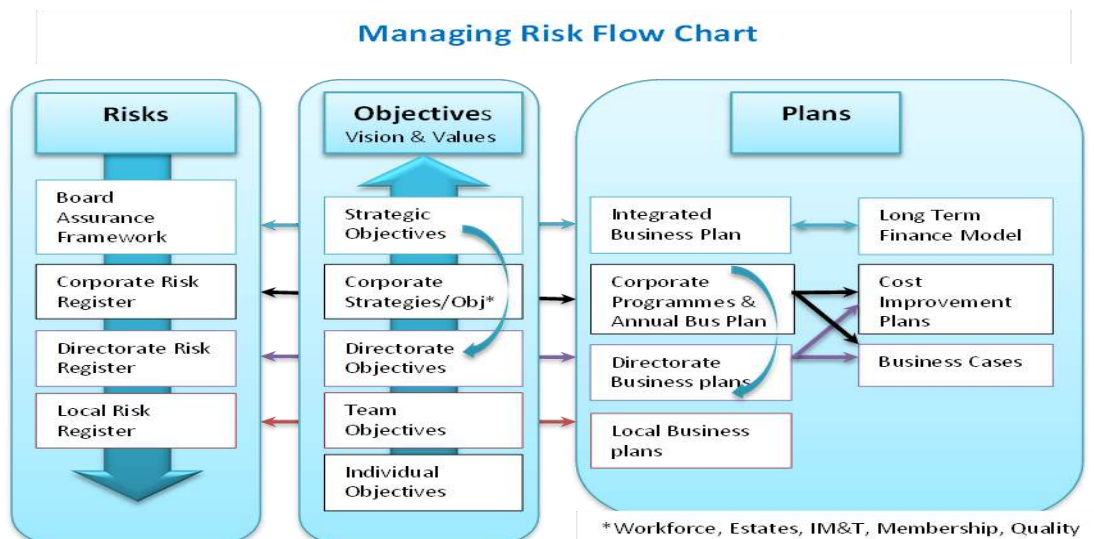 Managing Risk Flow Chart
Risks
Board
Assurance
Framework
Corporate Risk
Register
Directorate Risk
Register
Local Risk
Register
Objectives
Vision & Values
Strategic
Objectives
Corporate
Strategies/Obj*
Directorate
Objectives
Team
Objectives
Individual
Objectives
Plans
Integrated
Business Plan
Corporate
Programmes &
Annual Bus Plan
Directorate
Business plans
Local Business
plans
Long Term
Finance Model
Cost
Improvement
Plans
Business Cases
*Workforce, Estates, IM&T, Membership, Quality